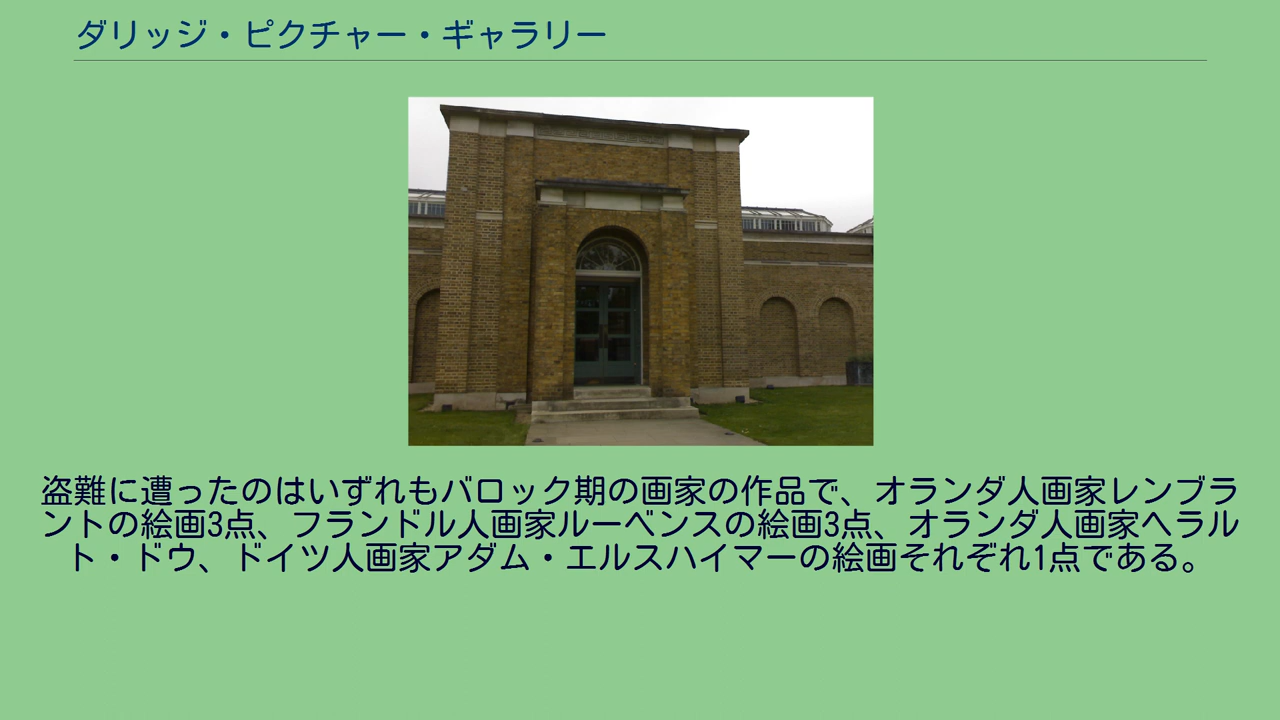 ダリッジ・ピクチャー・ギャラリー
盗難に遭ったのはいずれもバロック期の画家の作品で、オランダ人画家レンブラ
ントの絵画3点、フランドル人画家ルーベンスの絵画3点、オランダ人画家ヘラル
ト・ドウ、ドイツ人画家アダム・エルスハイマーの絵画それぞれ1点である。